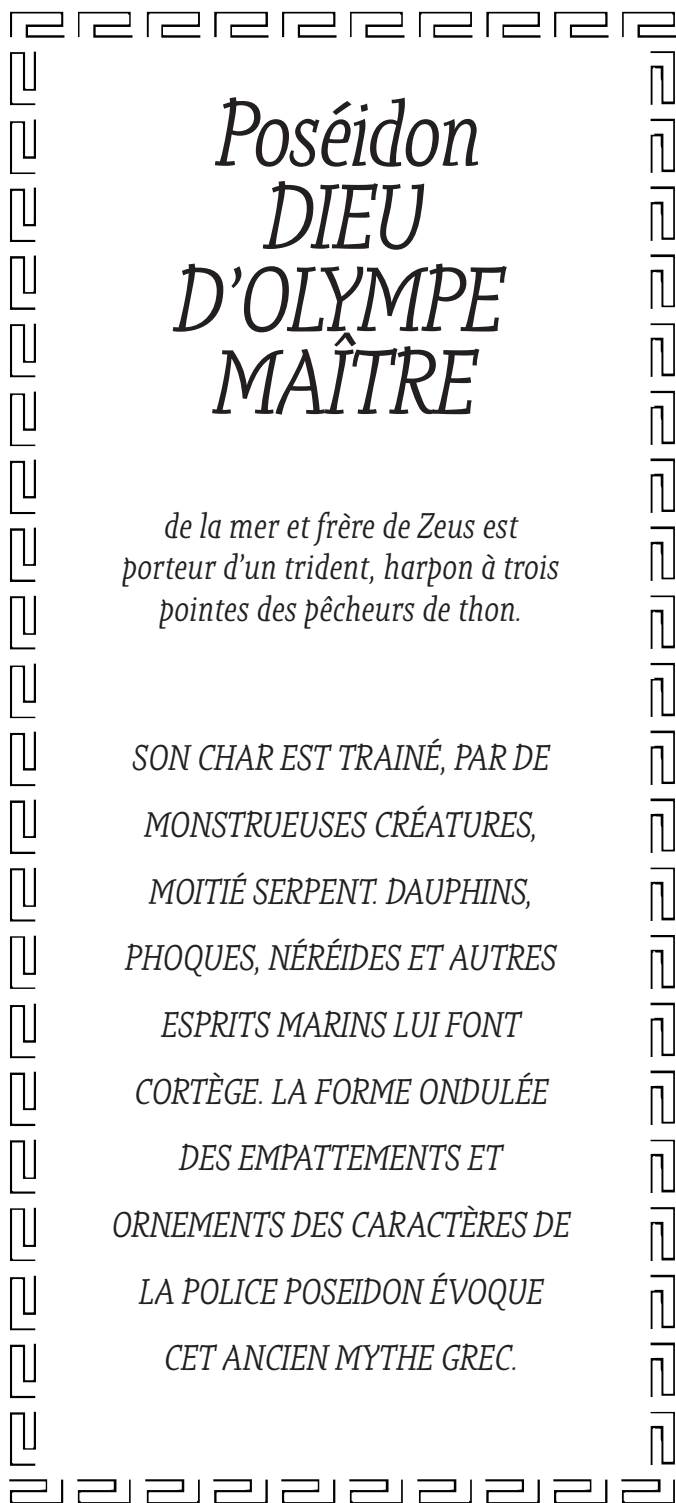 Poséidon
DIEU
D’OLYMPE
MAÎTRE
de la mer et frère de Zeus est
porteur d’un trident, harpon à trois
pointes des pêcheurs de thon.
SON CHAR EST TRAINÉ, PAR DE
MONSTRUEUSES CRÉATURES,
MOITIÉ SERPENT. DAUPHINS,
PHOQUES, NÉRÉIDES ET AUTRES
ESPRITS MARINS LUI FONT
CORTÈGE. LA FORME ONDULÉE
DES EMPATTEMENTS ET
ORNEMENTS DES CARACTÈRES DE
LA POLICE POSEIDON ÉVOQUE
CET ANCIEN MYTHE GREC.